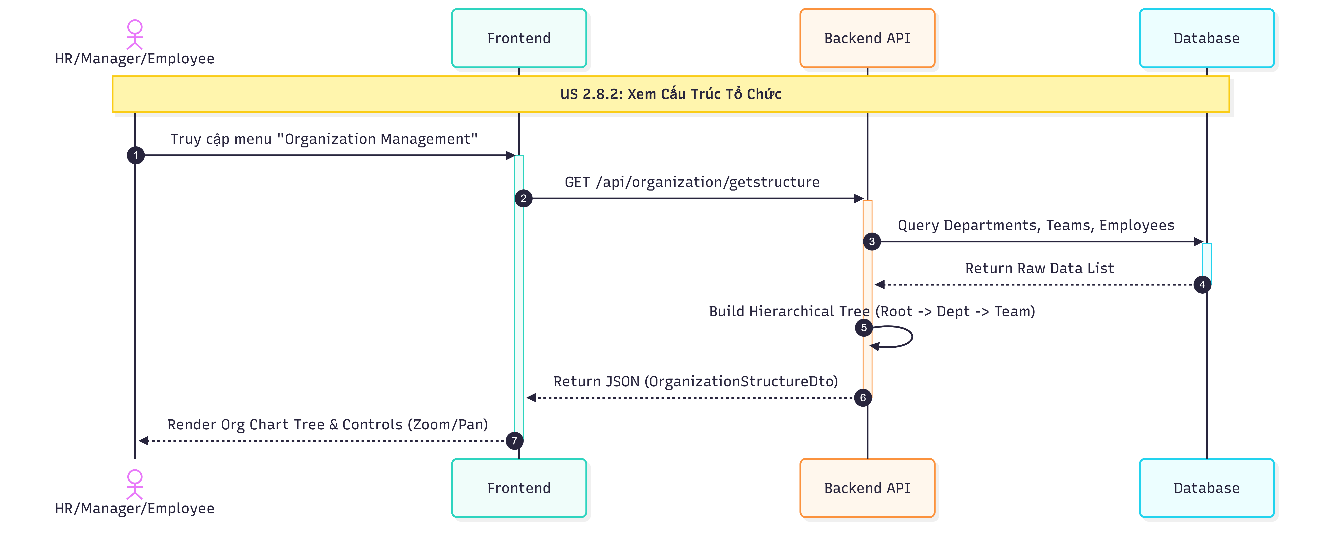 HR/Manager/Employee
Frontend
Backend API
Database
US 2.8.2: Xem Cấu Trúc Tổ Chức
Truy cập menu "Organization Management"
1
GET /api/organization/getstructure
2
Query Departments, Teams, Employees
3
Return Raw Data List
4
Build Hierarchical Tree (Root -> Dept -> Team)
5
Return JSON (OrganizationStructureDto)
6
Render Org Chart Tree & Controls (Zoom/Pan)
7
HR/Manager/Employee
Frontend
Backend API
Database